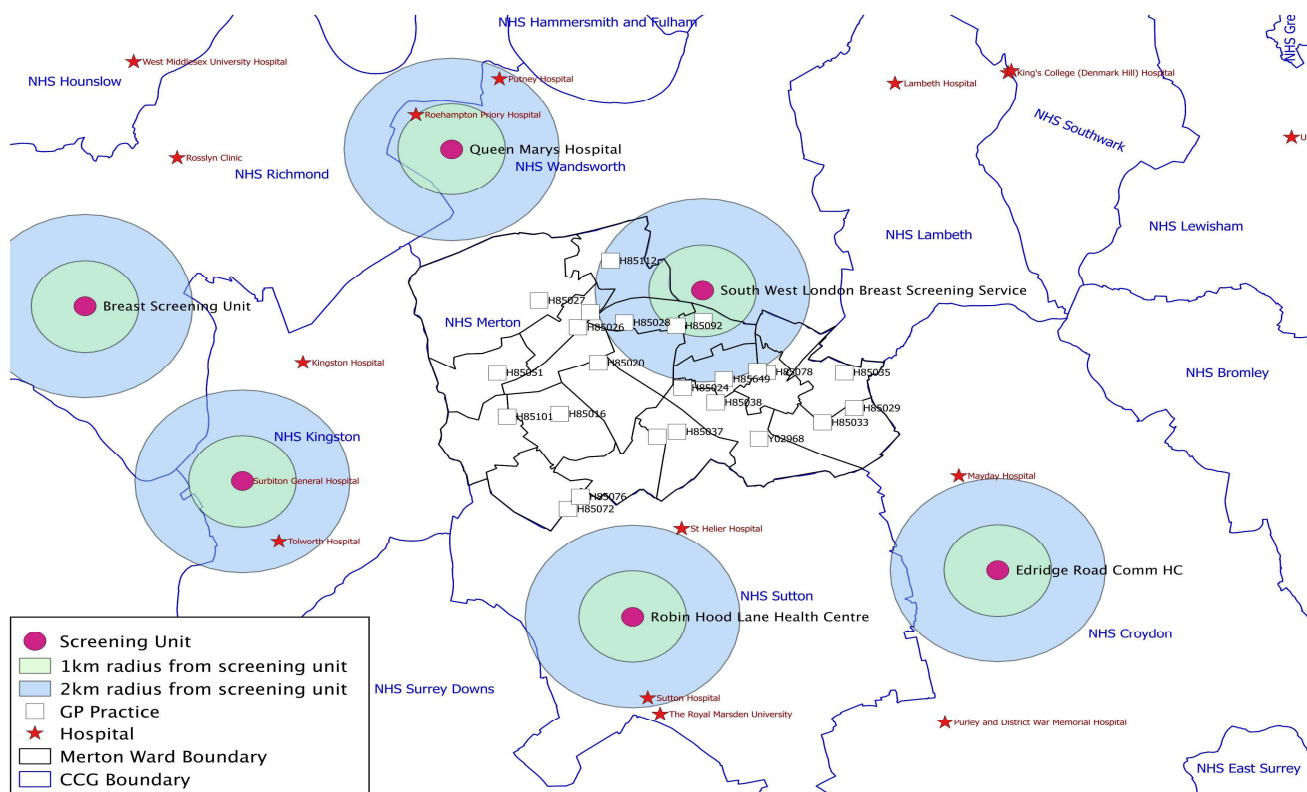 NHS Hammersmith and Fulham
NHS Gre
West Middlesex University Hospital
NHS Hounslow
Putney Hospital
King's College (Denmark Hill) Hospital
Lambeth Hospital
Roehampton Priory Hospital
NHS Southwark
U
Queen Marys Hospital
Rosslyn Clinic
NHS Richmond
NHS Wandsworth
NHS Lewisham
NHS Lambeth
H85112
South West London Breast Screening Service
Breast Screening Unit
H85027
NHS Merton
H85028
H85092
H85026
Kingston Hospital
H85020
H85051
H85649
H85078
H85035
NHS Bromley
H85024
H85038
H85029
H85101
H85016
H85033
NHS Kingston
H85037
Y02968
Surbiton General Hospital
Mayday Hospital
H85076
H85072
St Helier Hospital
Tolworth Hospital
Edridge Road Comm HC
NHS Sutton
Robin Hood Lane Health Centre
NHS Croydon
Screening Unit
1km radius from screening unit
2km radius from screening unit
GP Practice
Hospital
Merton Ward Boundary
CCG Boundary
NHS Surrey Downs
Sutton Hospital
The Royal Marsden University
Purley and District War Memorial Hospital
NHS East Surrey